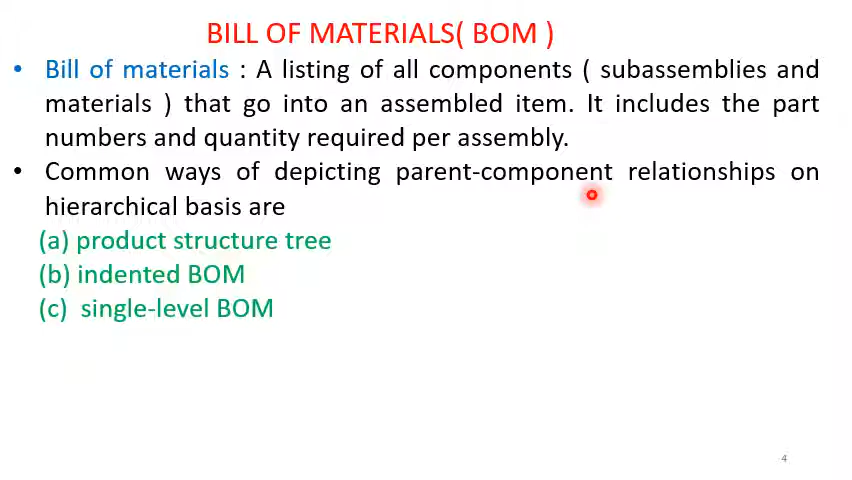 BILL OF MATERIALS( BOM )
• Bill of materials : A listing of all components ( subassemblies and
materials ) that go into an assembled item. It includes the part
numbers and quantity required per assembly.
• Common ways of depicting parent-component relationships on
hierarchical basis are
(a) product structure tree
(b) indented BOM
(c) single-level BOM
4